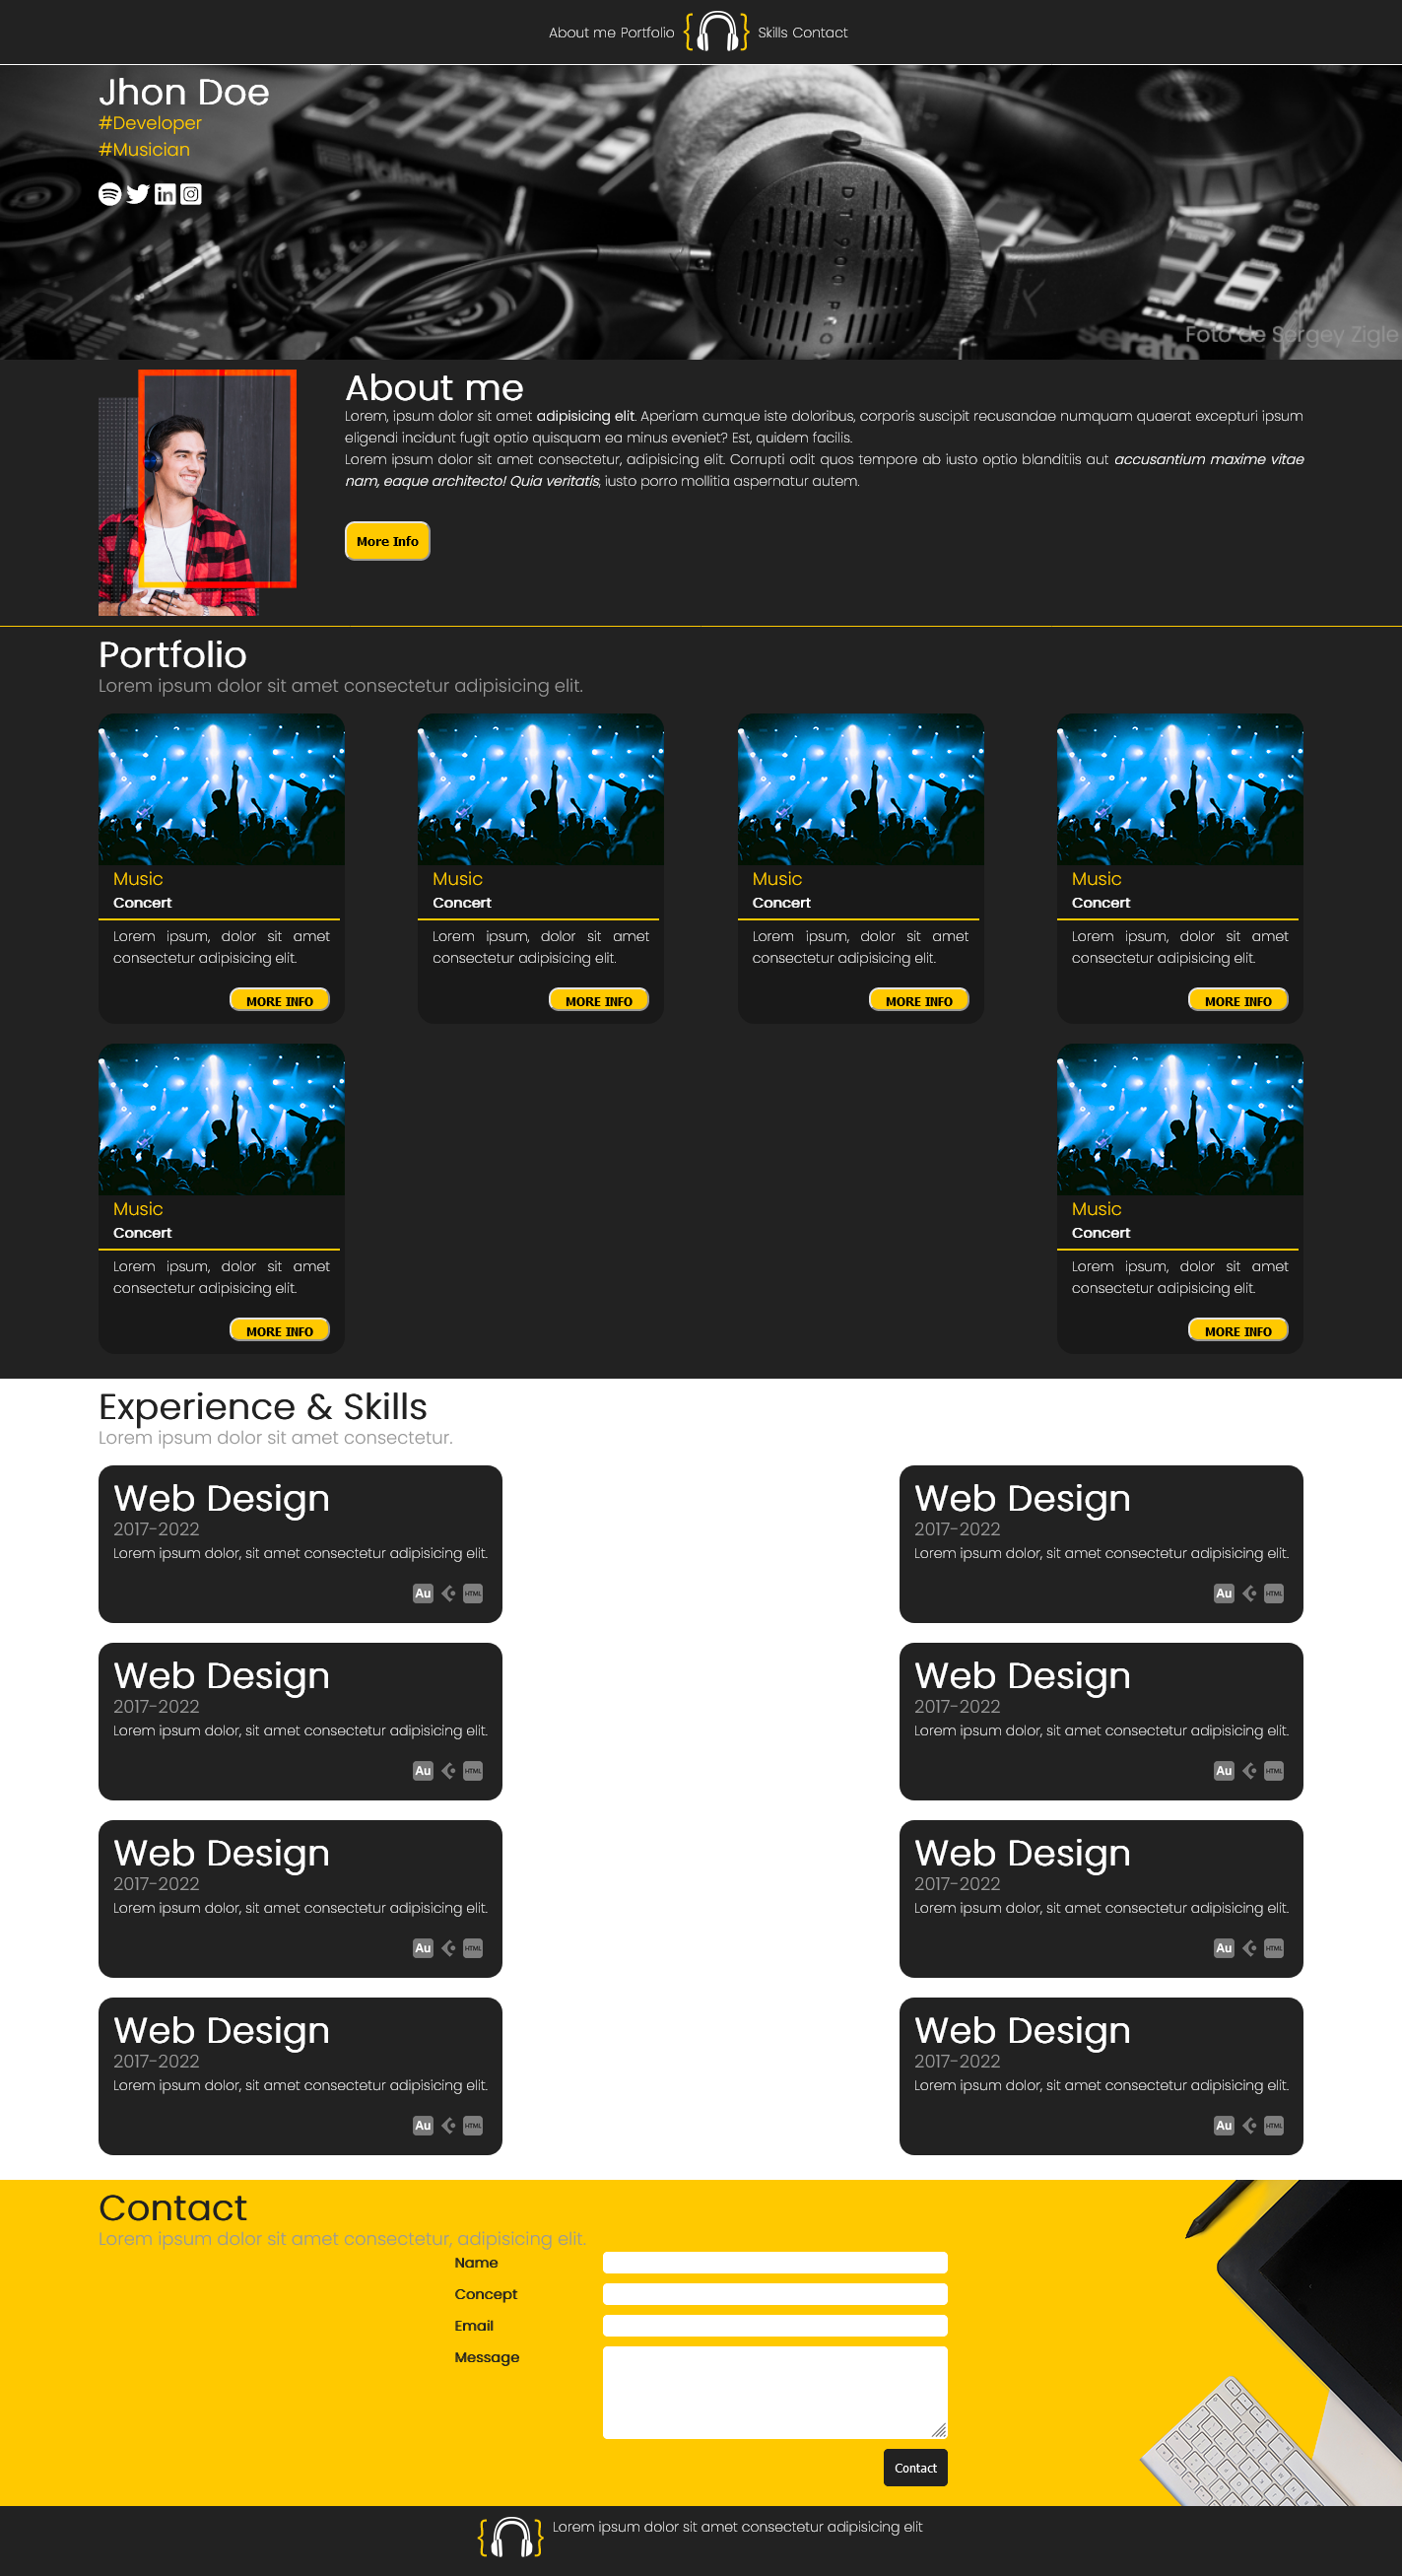 About me Portfolio Skills Contact
Jhon Doe
#Developer
#Musician
DT 900 PRO
Serato
Foto de Sergey Zigle
About me
Lorem, ipsum dolor sit amet adipisicing elit. Aperiam cumque iste doloribus, corporis suscipit recusandae numquam quaerat excepturi ipsum
eligendi incidunt fugit optio quisquam ea minus eveniet? Est, quidem facilis.
Lorem ipsum dolor sit amet consectetur, adipisicing elit. Corrupti odit quos tempore ab iusto optio blanditiis aut accusantium maxime vitae
nam, eaque architecto! Quia veritatis, iusto porro mollitia aspernatur autem.
More Info
Portfolio
Lorem ipsum dolor sit amet consectetur adipisicing elit.
Music
Concert
Lorem ipsum, dolor sit amet
consectetur adipisicing elit.
MORE INFO
Music
Concert
Lorem ipsum, dolor sit amet
consectetur adipisicing elit.
MORE INFO
Music
Concert
Lorem ipsum, dolor sit amet
consectetur adipisicing elit.
MORE INFO
Music
Concert
Lorem ipsum, dolor sit amet
consectetur adipisicing elit.
MORE INFO
Music
Concert
Lorem ipsum, dolor sit amet
consectetur adipisicing elit.
MORE INFO
Music
Concert
Lorem ipsum, dolor sit amet
consectetur adipisicing elit.
MORE INFO
Experience & Skills
Lorem ipsum dolor sit amet consectetur.
Web Design
2017-2022
Lorem ipsum dolor, sit amet consectetur adipisicing elit.
Au HTML
Web Design
2017-2022
Lorem ipsum dolor, sit amet consectetur adipisicing elit.
Au HTML
Web Design
2017-2022
Lorem ipsum dolor, sit amet consectetur adipisicing elit.
Au HTML
Web Design
2017-2022
Lorem ipsum dolor, sit amet consectetur adipisicing elit.
Au HTML
Web Design
2017-2022
Lorem ipsum dolor, sit amet consectetur adipisicing elit.
Au HTML
Web Design
2017-2022
Lorem ipsum dolor, sit amet consectetur adipisicing elit.
Au HTML
Web Design
2017-2022
Lorem ipsum dolor, sit amet consectetur adipisicing elit.
Au HTML
Web Design
2017-2022
Lorem ipsum dolor, sit amet consectetur adipisicing elit.
Au HTML
Contact
Lorem ipsum dolor sit amet consectetur, adipisicing elit.
Name
Concept
Email
Message
Contact
Lorem ipsum dolor sit amet consectetur adipisicing elit